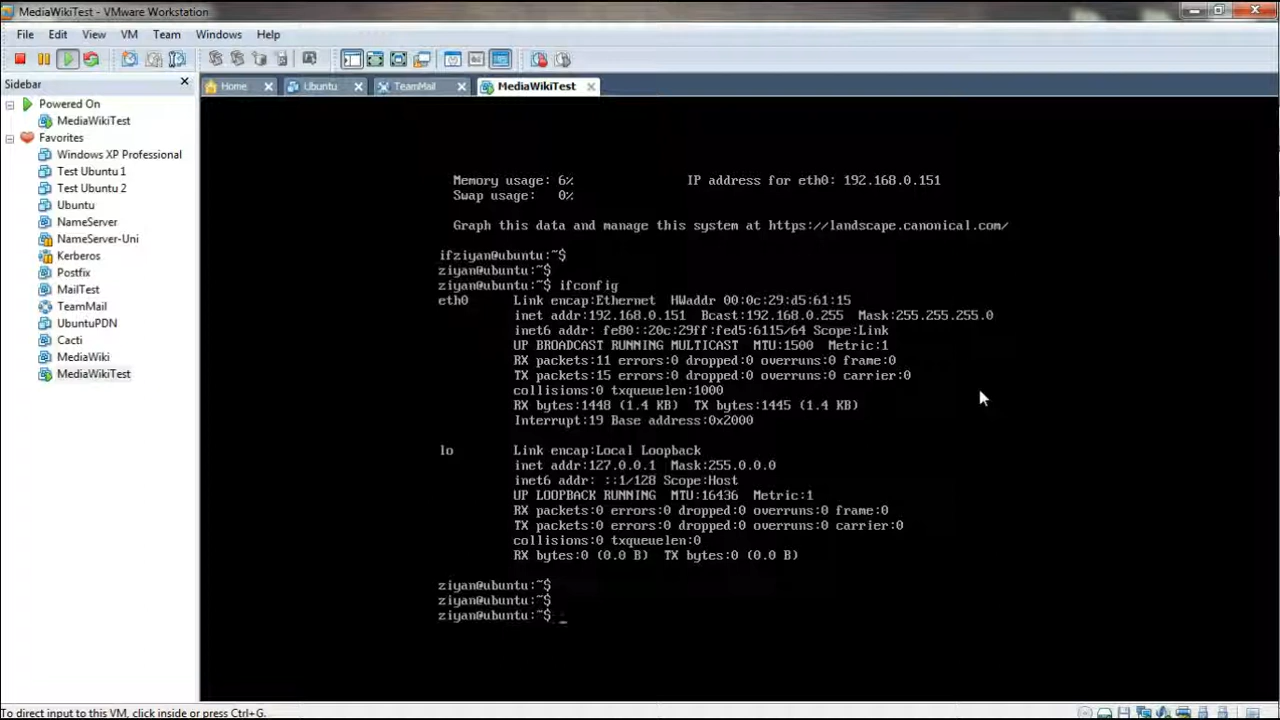 MediaWikiTest - VMware Workstation
File Edit View VM Team Windows Help
Sidebar
Home Ubuntu TeamMail MediaWikiTest
Powered On
MediaWikiTest
Favorites
Windows XP Professional
Test Ubuntu 1
Test Ubuntu 2
Ubuntu
NameServer
NameServer-Uni
Kerberos
Postfix
MailTest
TeamMail
UbuntuPDN
Cacti
MediaWiki
MediaWikiTest
Memory usage: 6% IP address for eth0: 192.168.0.151
Swap usage: 0%
Graph this data and manage this system at https://landscape.canonical.com/
ifziyan@ubuntu:~$
ziyan@ubuntu:~$
ziyan@ubuntu:~$ ifconfig
eth0 Link encap:Ethernet HWaddr 00:0c:29:d5:61:15
inet addr:192.168.0.151 Bcast:192.168.0.255 Mask:255.255.255.0
inet6 addr: fe80::20c:29ff:fed5:6115/64 Scope:Link
UP BROADCAST RUNNING MULTICAST MTU:1500 Metric:1
RX packets:11 errors:0 dropped:0 overruns:0 frame:0
TX packets:15 errors:0 dropped:0 overruns:0 carrier:0
collisions:0 txqueuelen:1000
RX bytes:1448 (1.4 KB) TX bytes:1445 (1.4 KB)
Interrupt:19 Base address:0x2000
lo Link encap:Local Loopback
inet addr:127.0.0.1 Mask:255.0.0.0
inet6 addr: ::1/128 Scope:Host
UP LOOPBACK RUNNING MTU:16436 Metric:1
RX packets:0 errors:0 dropped:0 overruns:0 frame:0
TX packets:0 errors:0 dropped:0 overruns:0 carrier:0
collisions:0 txqueuelen:0
RX bytes:0 (0.0 B) TX bytes:0 (0.0 B)
ziyan@ubuntu:~$
ziyan@ubuntu:~$
ziyan@ubuntu:~$ _
To direct input to this VM, click inside or press Ctrl+G.